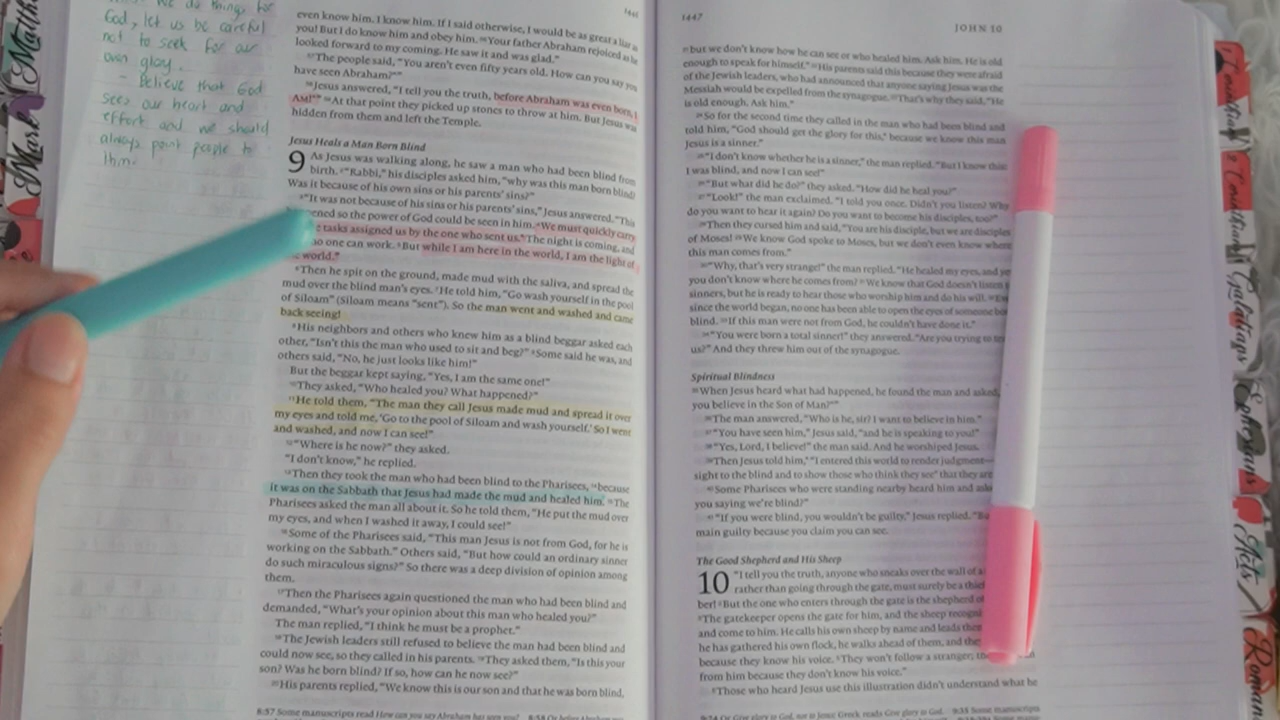 We do things for
God, let us be careful
not to seek for our
own glory.
- Believe that God
sees our heart and
effort and we should
always point people to
Him.
Matthe
Mark
even know him. I know him. If I said otherwise, I would be as great a liar as
you! But I do know him and obey him. Your father Abraham rejoiced as he
looked forward to my coming. He saw it and was glad."
The people said, "You aren't even fifty years old. How can you say you
have seen Abraham?"
Jesus answered, "I tell you the truth, before Abraham was even born, I
Am!" At that point they picked up stones to throw at him. But Jesus was
hidden from them and left the Temple.
Jesus Heals a Man Born Blind
9 As Jesus was walking along, he saw a man who had been blind from
birth. "Rabbi," his disciples asked him, "why was this man born blind?
Was it because of his own sins or his parents' sins?"
"It was not because of his sins or his parents' sins," Jesus answered. "This
ened so the power of God could be seen in him. We must quickly carry
tasks assigned us by the one who sent us. The night is coming, and
no one can work. But while I am here in the world, I am the light of
world."
Then he spit on the ground, made mud with the saliva, and spread the
mud over the blind man's eyes. He told him, "Go wash yourself in the pool
of Siloam" (Siloam means "sent"). So the man went and washed and came
back seeing!
His neighbors and others who knew him as a blind beggar asked each
other, "Isn't this the man who used to sit and beg?" Some said he was, and
others said, "No, he just looks like him!"
But the beggar kept saying, "Yes, I am the same one!"
They asked, "Who healed you? What happened?"
He told them, "The man they call Jesus made mud and spread it over
my eyes and told me, 'Go to the pool of Siloam and wash yourself.' So I went
and washed, and now I can see!"
"Where is he now?" they asked.
"I don't know," he replied.
Then they took the man who had been blind to the Pharisees, because
it was on the Sabbath that Jesus had made the mud and healed him. The
Pharisees asked the man all about it. So he told them, "He put the mud over
my eyes, and when I washed it away, I could see!"
Some of the Pharisees said, "This man Jesus is not from God, for he is
working on the Sabbath." Others said, "But how could an ordinary sinner
do such miraculous signs?" So there was a deep division of opinion among
them.
Then the Pharisees again questioned the man who had been blind and
demanded, "What's your opinion about this man who healed you?"
The man replied, "I think he must be a prophet."
The Jewish leaders still refused to believe the man had been blind and
could now see, so they called in his parents. They asked them, "Is this your
son? Was he born blind? If so, how can he now see?"
His parents replied, "We know this is our son and that he was born blind,
8:57 Some manuscripts read How can you say Abraham has seen you?
1447
JOHN 10
but we don't know how he can see or who healed him. Ask him. He is old
enough to speak for himself." His parents said this because they were afraid
of the Jewish leaders, who had announced that anyone saying Jesus was the
Messiah would be expelled from the synagogue. That's why they said, "He
is old enough. Ask him."
So for the second time they called in the man who had been blind and
told him, "God should get the glory for this, because we know this man
Jesus is a sinner."
"I don't know whether he is a sinner," the man replied. "But I know this:
I was blind, and now I can see!"
"But what did he do?" they asked. "How did he heal you?"
"Look!" the man exclaimed. "I told you once. Didn't you listen? Why
do you want to hear it again? Do you want to become his disciples, too?"
Then they cursed him and said, "You are his disciple, but we are disciples
of Moses! We know God spoke to Moses, but we don't even know where
this man comes from."
"Why, that's very strange!" the man replied. "He healed my eyes, and ye
you don't know where he comes from? We know that God doesn't listen
sinners, but he is ready to hear those who worship him and do his will. Ev
since the world began, no one has been able to open the eyes of someone bo
blind. If this man were not from God, he couldn't have done it."
"You were born a total sinner!" they answered. "Are you trying to tea
us?" And they threw him out of the synagogue.
Spiritual Blindness
When Jesus heard what had happened, he found the man and asked,
you believe in the Son of Man?"
The man answered, "Who is he, sir? I want to believe in him."
"You have seen him," Jesus said, "and he is speaking to you!"
"Yes, Lord, I believe!" the man said. And he worshiped Jesus.
Then Jesus told him, "I entered this world to render judgment—
sight to the blind and to show those who think they see that they are
Some Pharisees who were standing nearby heard him and aske
you saying we're blind?"
"If you were blind, you wouldn't be guilty," Jesus replied. "Bu
main guilty because you claim you can see.
The Good Shepherd and His Sheep
10 "I tell you the truth, anyone who sneaks over the wall of a
rather than going through the gate, must surely be a thief
ber! But the one who enters through the gate is the shepherd of
The gatekeeper opens the gate for him, and the sheep recogni
and come to him. He calls his own sheep by name and leads the
he has gathered his own flock, he walks ahead of them, and the
because they know his voice. They won't follow a stranger; th
from him because they don't know his voice."
Those who heard Jesus use this illustration didn't understand what he
Galatians
Ephesians
Acts
Romans